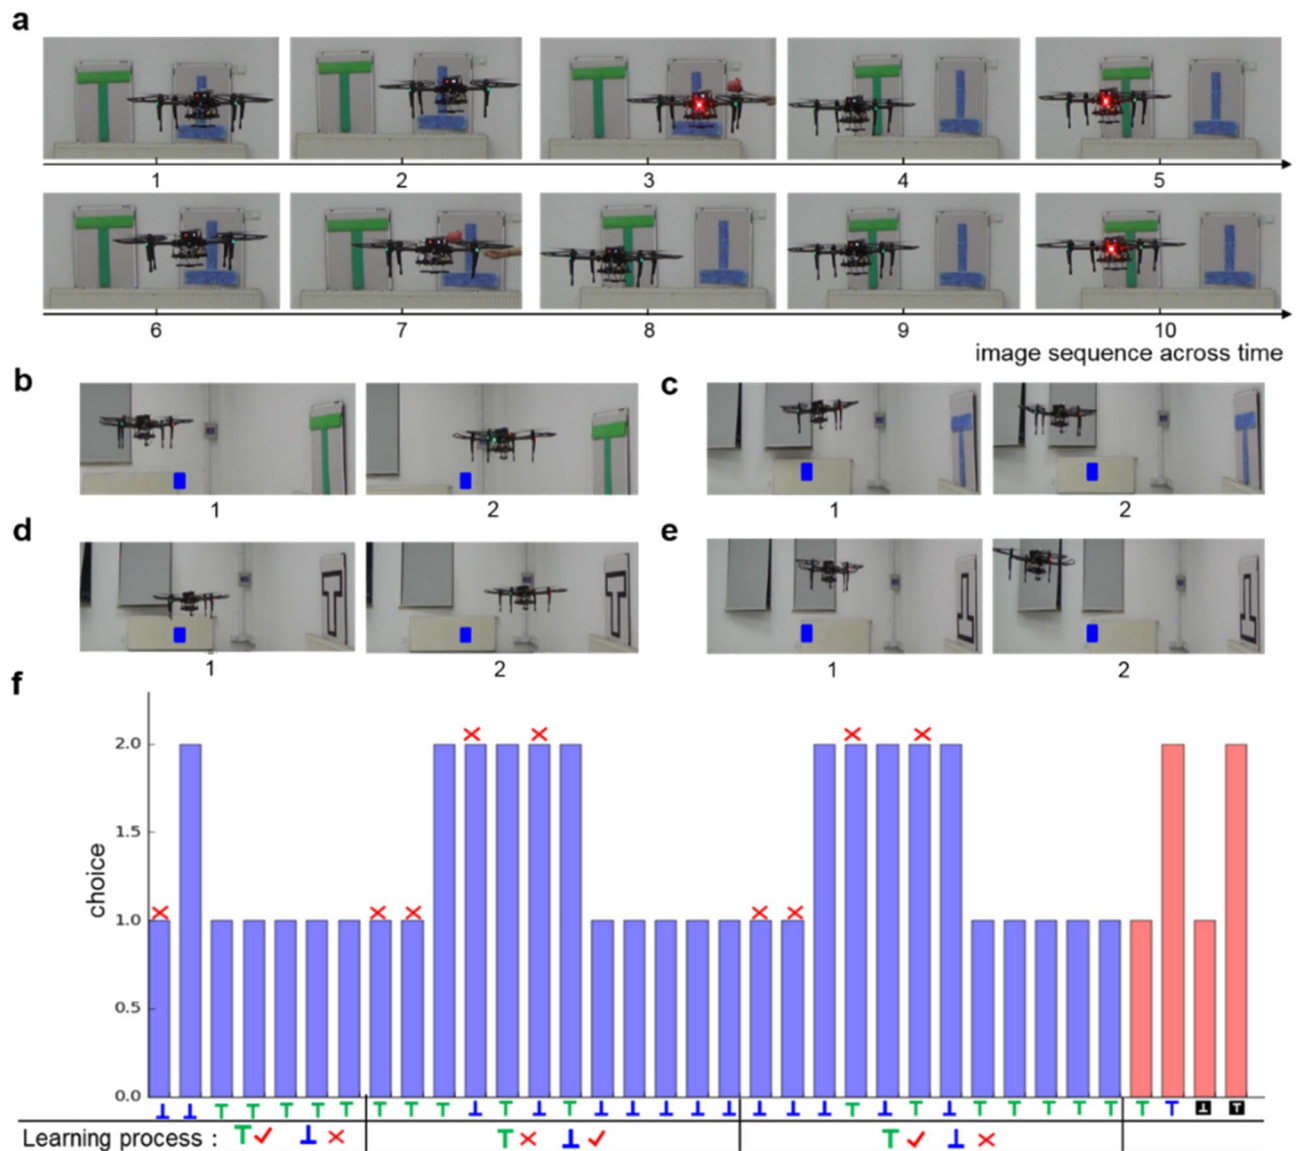 a
1 2 3 4 5
6 7 8 9 10
image sequence across time
b c
1 2 1 2
d e
1 2 1 2
f
choice
2.0
1.5
1.0
0.5
0.0
⊥ ⊥ T T T T T T T T ⊥ T ⊥ T ⊥ ⊥ ⊥ ⊥ ⊥ ⊥ ⊥ ⊥ T ⊥ T ⊥ T T T T T T T ⊥ T
Learning process : T ✓ ⊥ × T × ⊥ ✓ T ✓ ⊥ ×